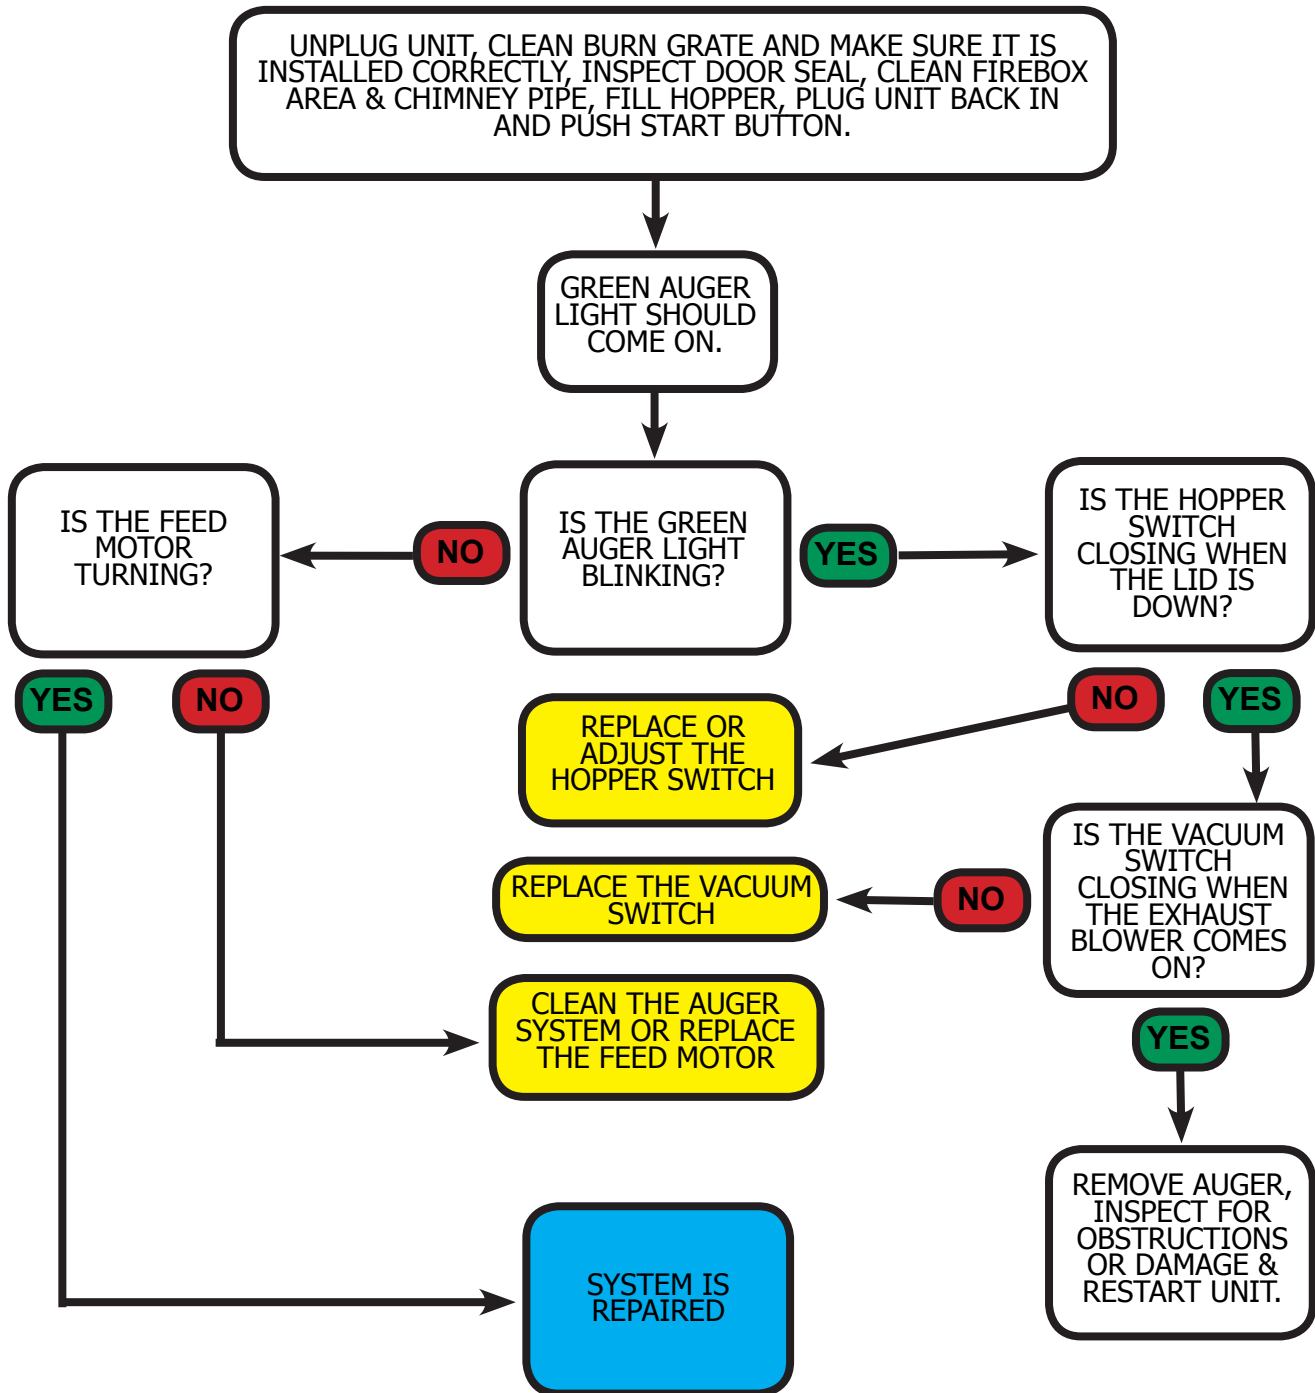 UNPLUG UNIT, CLEAN BURN GRATE AND MAKE SURE IT IS
INSTALLED CORRECTLY, INSPECT DOOR SEAL, CLEAN FIREBOX
AREA & CHIMNEY PIPE, FILL HOPPER, PLUG UNIT BACK IN
AND PUSH START BUTTON.
GREEN AUGER
LIGHT SHOULD
COME ON.
IS THE FEED
MOTOR
TURNING?
NO
IS THE GREEN
AUGER LIGHT
BLINKING?
YES
IS THE HOPPER
SWITCH
CLOSING WHEN
THE LID IS
DOWN?
YES
NO
NO
YES
REPLACE OR
ADJUST THE
HOPPER SWITCH
IS THE VACUUM
SWITCH
CLOSING WHEN
THE EXHAUST
BLOWER COMES
ON?
REPLACE THE VACUUM
SWITCH
NO
CLEAN THE AUGER
SYSTEM OR REPLACE
THE FEED MOTOR
YES
REMOVE AUGER,
INSPECT FOR
OBSTRUCTIONS
OR DAMAGE &
RESTART UNIT.
SYSTEM IS
REPAIRED